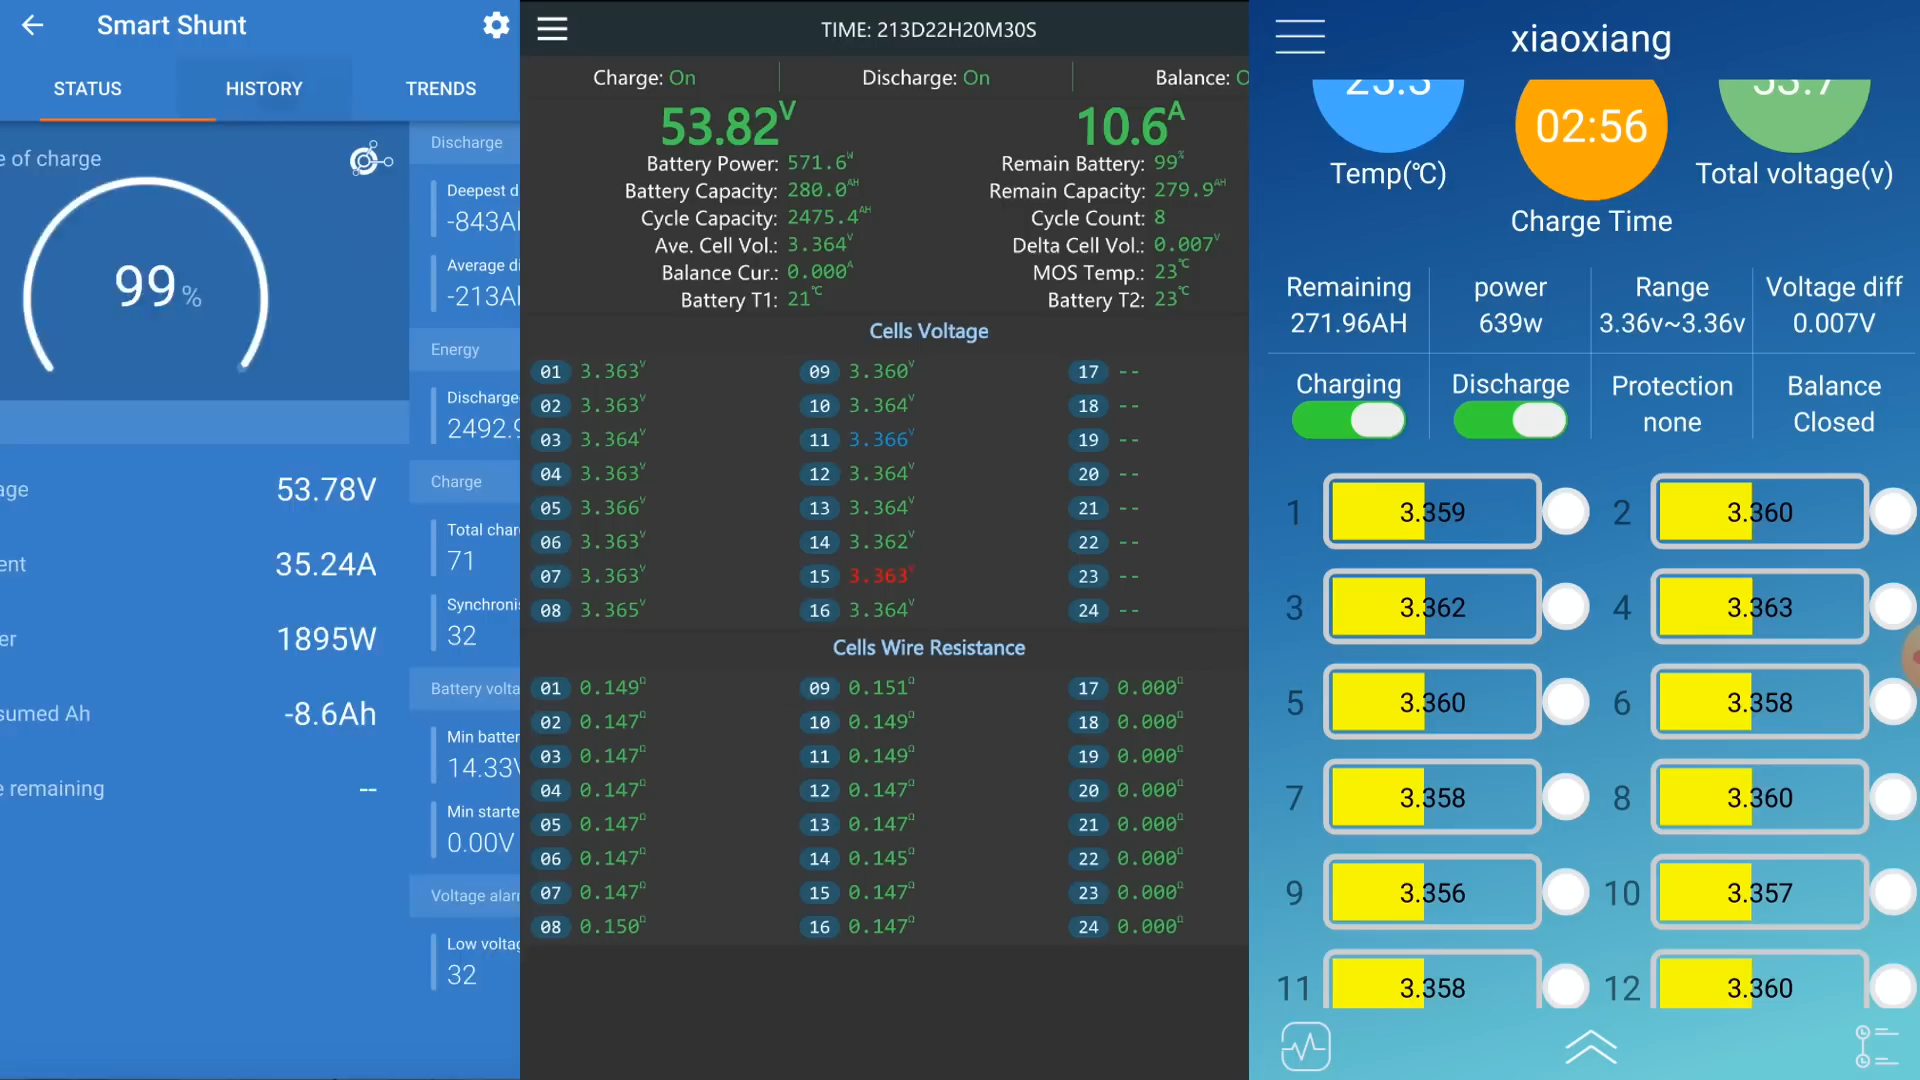 Smart Shunt
STATUS
HISTORY
TRENDS
e of charge
99 %
age
53.78V
ent
35.24A
er
1895W
sumed Ah
-8.6Ah
e remaining
--
Discharge
Deepest d
-843A
Average di
-213A
Energy
Discharge
2492.9
Charge
Total char
71
Synchroni
32
Battery volta
Min batter
14.33V
Min starte
0.00V
Voltage alar
Low voltag
32
TIME: 213D22H20M30S
Charge: On
Discharge: On
Balance: O
53.82V
10.6A
Battery Power: 571.6W
Remain Battery: 99%
Battery Capacity: 280.0AH
Remain Capacity: 279.9AH
Cycle Capacity: 2475.4AH
Cycle Count: 8
Ave. Cell Vol.: 3.364V
Delta Cell Vol.: 0.007V
Balance Cur.: 0.000A
MOS Temp.: 23℃
Battery T1: 21℃
Battery T2: 23℃
Cells Voltage
01 3.363V 09 3.360V 17 --
02 3.363V 10 3.364V 18 --
03 3.364V 11 3.366V 19 --
04 3.363V 12 3.364V 20 --
05 3.366V 13 3.364V 21 --
06 3.363V 14 3.362V 22 --
07 3.363V 15 3.363V 23 --
08 3.365V 16 3.364V 24 --
Cells Wire Resistance
01 0.149Ω 09 0.151Ω 17 0.000Ω
02 0.147Ω 10 0.149Ω 18 0.000Ω
03 0.147Ω 11 0.149Ω 19 0.000Ω
04 0.147Ω 12 0.147Ω 20 0.000Ω
05 0.147Ω 13 0.147Ω 21 0.000Ω
06 0.147Ω 14 0.145Ω 22 0.000Ω
07 0.147Ω 15 0.147Ω 23 0.000Ω
08 0.150Ω 16 0.147Ω 24 0.000Ω
xiaoxiang
25.3
02:56
53.7
Temp(℃)
Charge Time
Total voltage(v)
Remaining
271.96AH
power
639w
Range
3.36v~3.36v
Voltage diff
0.007V
Charging
Discharge
Protection
none
Balance
Closed
1 3.359 2 3.360
3 3.362 4 3.363
5 3.360 6 3.358
7 3.358 8 3.360
9 3.356 10 3.357
11 3.358 12 3.360